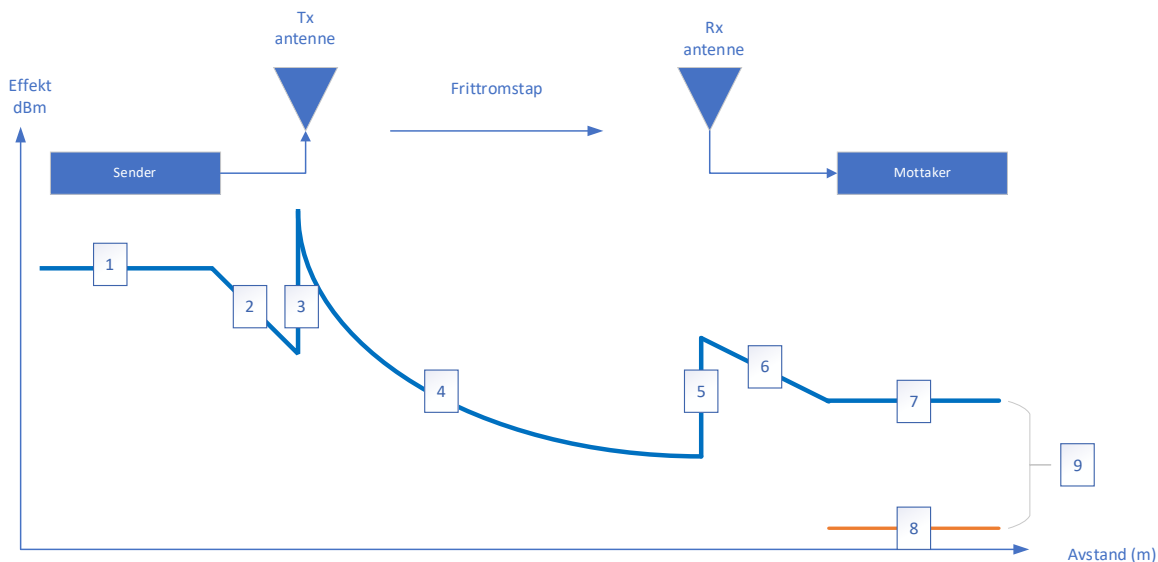 Tx
antenne
Rx
antenne
Effekt
dBm
Frittromstap
Sender
Mottaker
1
2
3
4
5
6
7
8
9
Avstand (m)